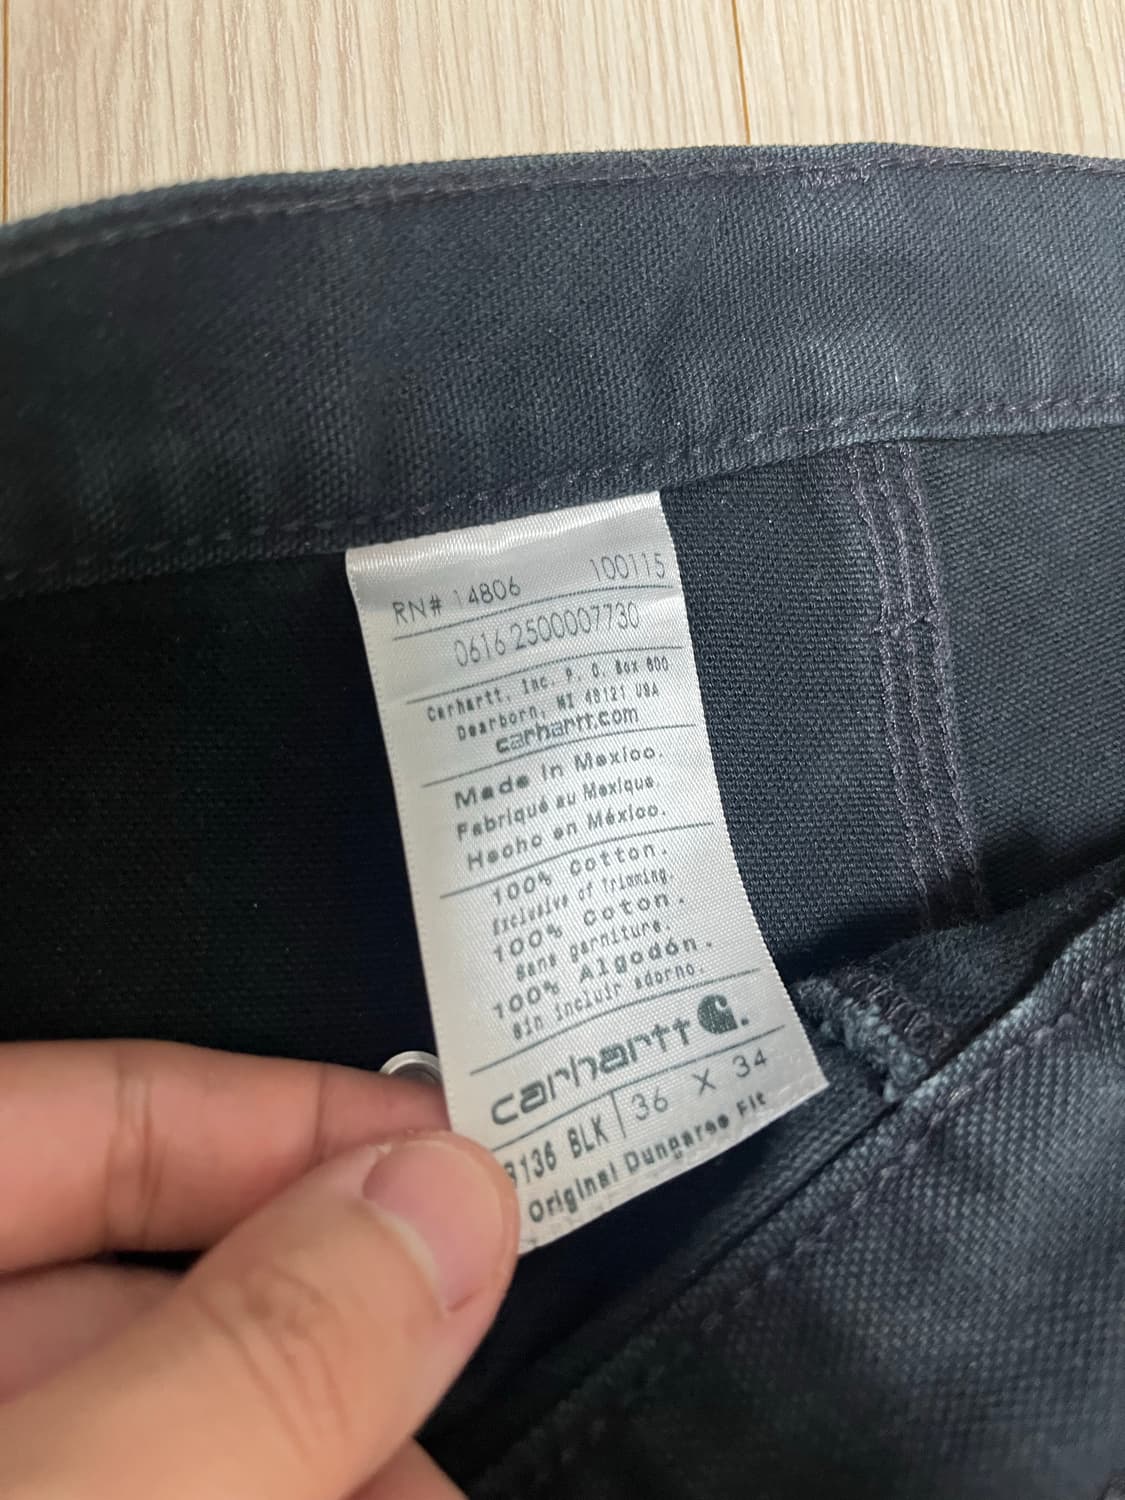 RN# 14806 100115
0616 2500007730
Carhartt, Inc. P. O. Box 600
Dearborn, MI 48121 USA
carhartt.com
Made in Mexico.
Fabriqué au Mexique.
Hecho en México.
100% Cotton.
Exclusive of Trimming.
100% Coton.
Sans garniture.
100% Algodón.
Sin incluir adorno.
carhartt
B136 BLK 36 X 34
Original Dungaree Fit